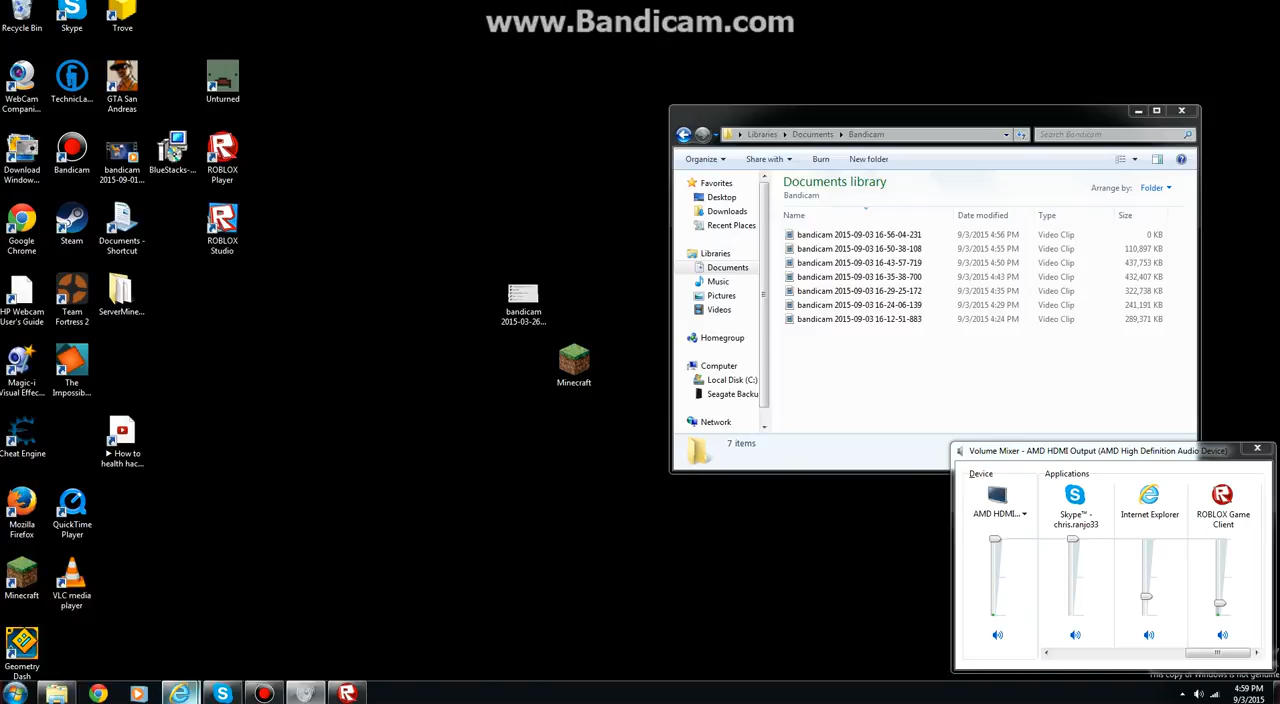 www.Bandicam.com
Recycle Bin
Skype
Trove
WebCam Compani...
TechnicLa...
GTA San Andreas
Unturned
Download Window...
Bandicam
bandicam 2015-09-01...
BlueStacks-...
ROBLOX Player
Google Chrome
Steam
Documents - Shortcut
ROBLOX Studio
HP Webcam User's Guide
Team Fortress 2
ServerMine...
Magic-i Visual Effec...
The Impossib...
Cheat Engine
How to health hac...
Mozilla Firefox
QuickTime Player
Minecraft
VLC media player
Geometry Dash
bandicam 2015-03-26...
Minecraft
Libraries Documents Bandicam
Search Bandicam
Organize Share with Burn New folder
Favorites
Desktop
Downloads
Recent Places
Libraries
Documents
Music
Pictures
Videos
Homegroup
Computer
Local Disk (C:)
Seagate Backu
Network
Documents library
Bandicam
Arrange by: Folder
Name Date modified Type Size
bandicam 2015-09-03 16-56-04-231 9/3/2015 4:56 PM Video Clip 0 KB
bandicam 2015-09-03 16-50-38-108 9/3/2015 4:55 PM Video Clip 110,897 KB
bandicam 2015-09-03 16-43-57-719 9/3/2015 4:50 PM Video Clip 437,753 KB
bandicam 2015-09-03 16-35-38-700 9/3/2015 4:43 PM Video Clip 432,407 KB
bandicam 2015-09-03 16-29-25-172 9/3/2015 4:35 PM Video Clip 322,738 KB
bandicam 2015-09-03 16-24-06-139 9/3/2015 4:29 PM Video Clip 241,191 KB
bandicam 2015-09-03 16-12-51-883 9/3/2015 4:24 PM Video Clip 289,371 KB
7 items
Volume Mixer - AMD HDMI Output (AMD High Definition Audio Device)
Device Applications
AMD HDMI...
Skype™ - chris.ranjo33
Internet Explorer
ROBLOX Game Client
This copy of Windows is not genuine
4:59 PM
9/3/2015